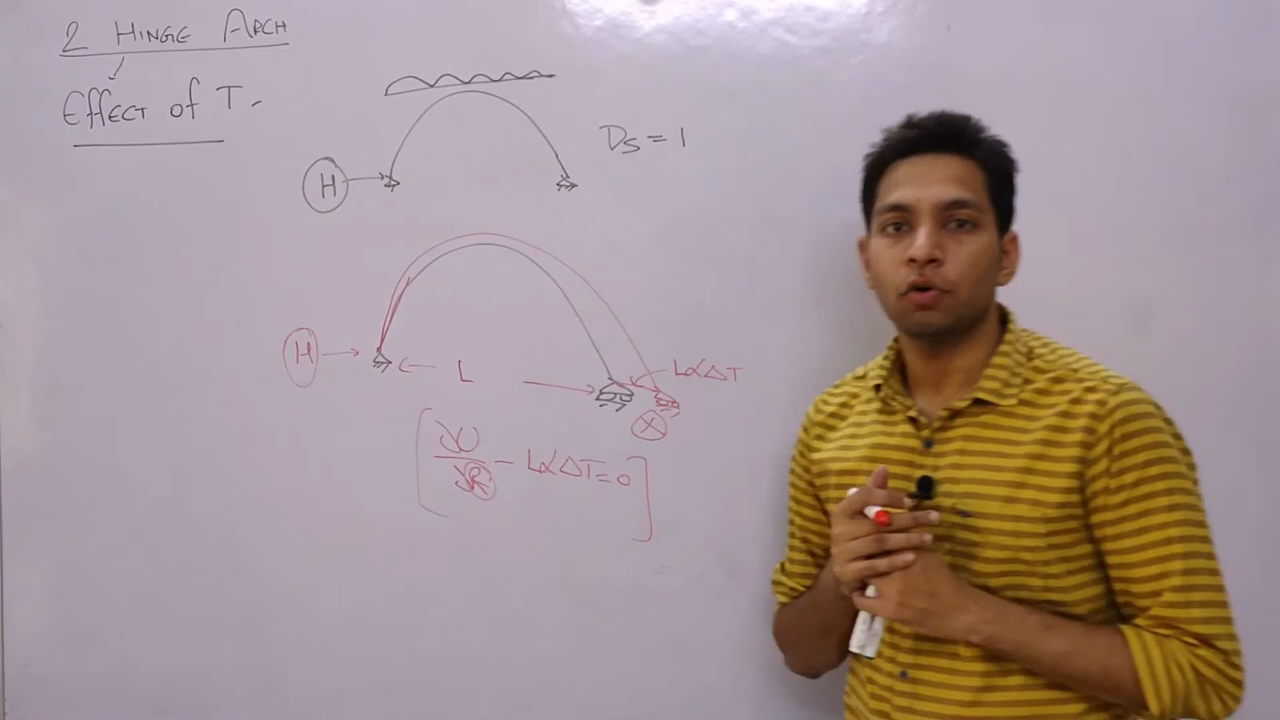 2 HINGE ARCH
EffECT of T.
Ds = 1
H
H
L
LαΔT
X
∂U/∂R - LαΔT = 0